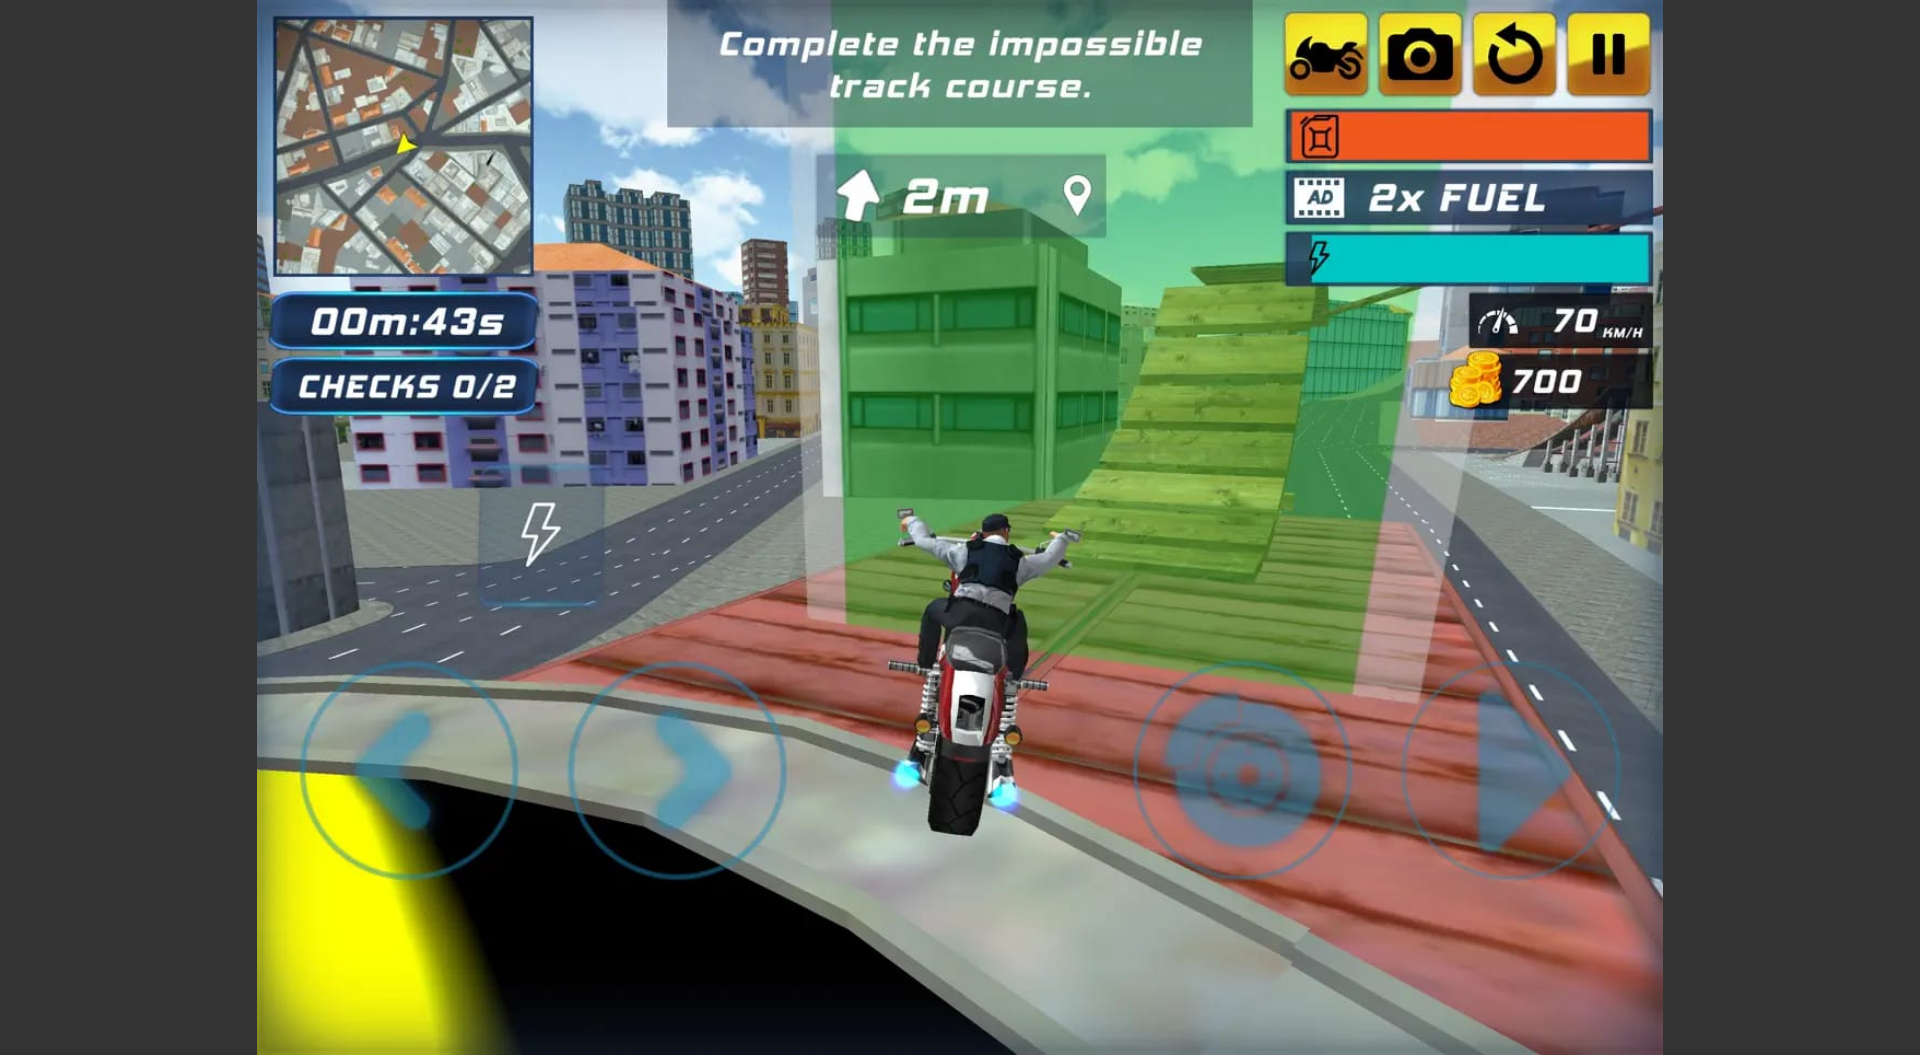 Complete the impossible
track course.
2m
AD 2x FUEL
00m:43s
70 KM/H
CHECKS 0/2
700